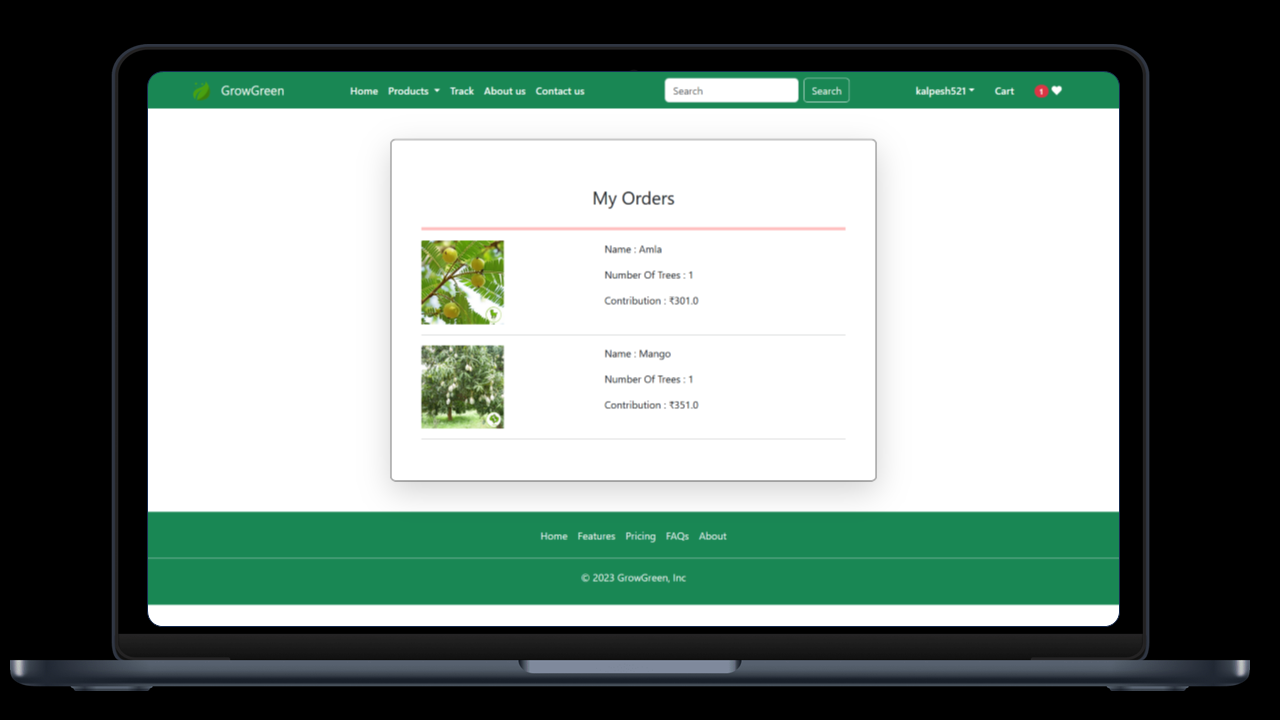 GrowGreen Home Products Track About us Contact us Search Search kalpesh521 Cart 1
My Orders
Name : Amla
Number Of Trees : 1
Contribution : ₹301.0
Name : Mango
Number Of Trees : 1
Contribution : ₹351.0
Home Features Pricing FAQs About
© 2023 GrowGreen, Inc